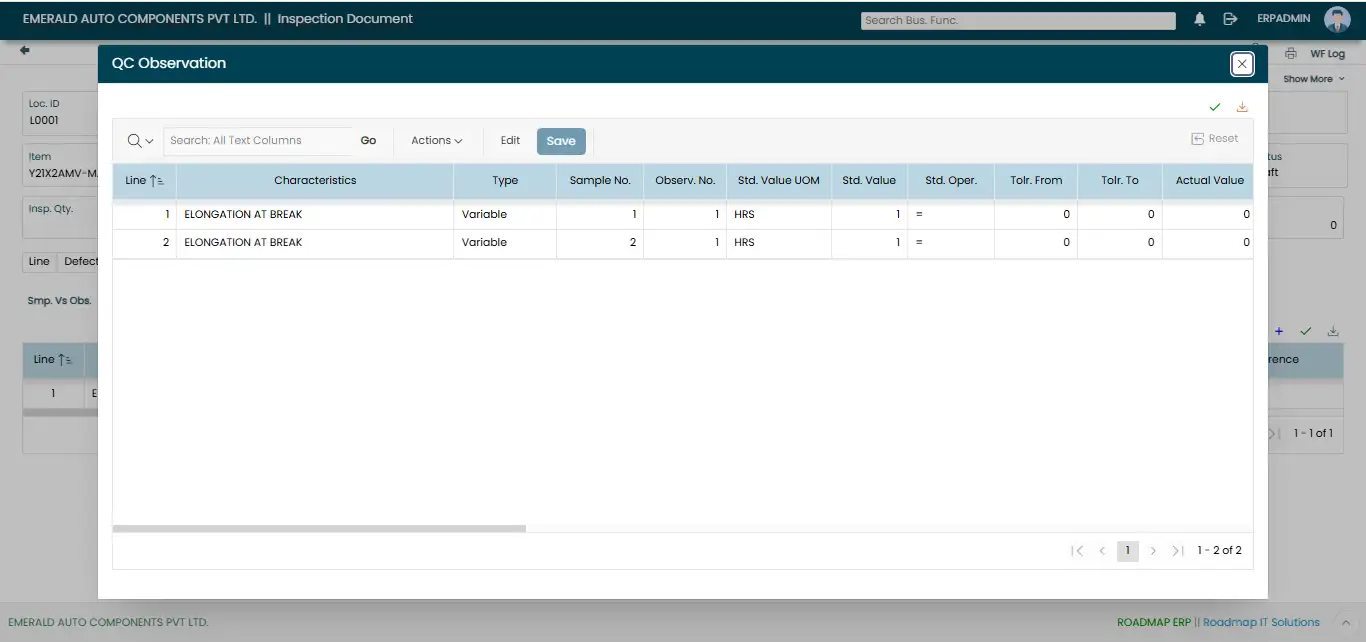 EMERALD AUTO COMPONENTS PVT LTD. || Inspection Document
Search Bus. Func.
ERPADMIN
WF Log
Show More
QC Observation
Loc. ID
L0001
Item
Y21X2AMV-M
Insp. Qty.
0
Line
Defect
Smp. Vs Obs.
Line
1
1 - 1 of 1
Search: All Text Columns
Go
Actions
Edit
Save
Reset
Line Characteristics Type Sample No. Observ. No. Std. Value UOM Std. Value Std. Oper. Tolr. From Tolr. To Actual Value
1 ELONGATION AT BREAK Variable 1 1 HRS 1 = 0 0 0
2 ELONGATION AT BREAK Variable 2 1 HRS 1 = 0 0 0
1
1 - 2 of 2
EMERALD AUTO COMPONENTS PVT LTD.
ROADMAP ERP || Roadmap IT Solutions